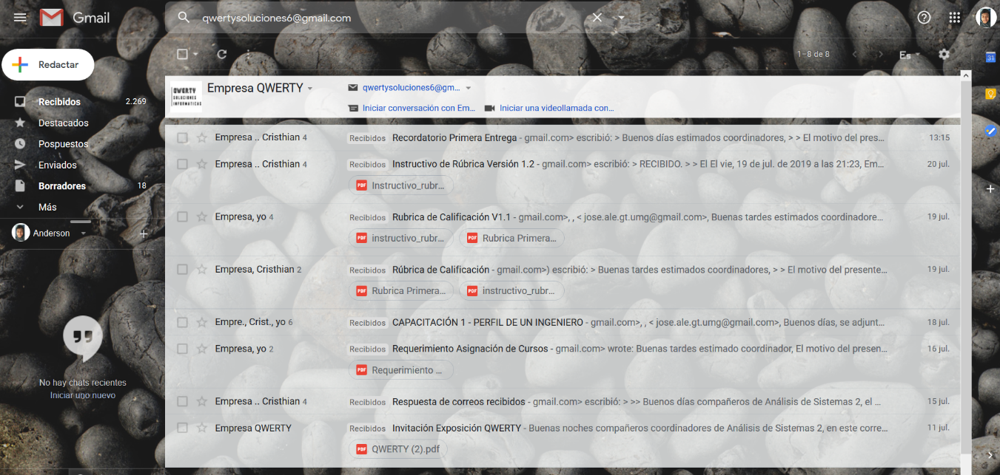 Gmail
qwertysoluciones6@gmail.com
1–8 de 8
Es
31
Redactar
Recibidos 2.269
Destacados
Pospuestos
Enviados
Borradores 18
Más
Anderson
No hay chats recientes
Iniciar uno nuevo
QWERTY
SOLUCIONES
INFORMATICAS
Empresa QWERTY
qwertysoluciones6@gm...
Iniciar conversación con Em...
Iniciar una videollamada con...
Empresa .. Cristhian 4 Recibidos Recordatorio Primera Entrega - gmail.com> escribió: > Buenos días estimados coordinadores, > > El motivo del pres... 13:15
Empresa .. Cristhian 4 Recibidos Instructivo de Rúbrica Versión 1.2 - gmail.com> escribió: > RECIBIDO. > > El El vie, 19 de jul. de 2019 a las 21:23, Em... 20 jul.
PDF Instructivo_rubr...
Empresa, yo 4 Recibidos Rubrica de Calificación V1.1 - gmail.com>, , < jose.ale.gt.umg@gmail.com>, Buenas tardes estimados coordinadore... 19 jul.
PDF instructivo_rubr... PDF Rubrica Primera...
Empresa, Cristhian 2 Recibidos Rúbrica de Calificación - gmail.com>) escribió: > Buenas tardes estimados coordinadores, > > El motivo del presente... 19 jul.
PDF Rubrica Primera... PDF instructivo_rubr...
Empre., Crist., yo 6 Recibidos CAPACITACIÓN 1 - PERFIL DE UN INGENIERO - gmail.com>, , < jose.ale.gt.umg@gmail.com>, Buenos días, se adjunt... 18 jul.
Empresa, yo 2 Recibidos Requerimiento Asignación de Cursos - gmail.com> wrote: Buenas tardes estimado coordinador, El motivo del presen... 16 jul.
PDF Requerimiento ...
Empresa .. Cristhian 4 Recibidos Respuesta de correos recibidos - gmail.com> escribió: > >> Buenos días compañeros de Análisis de Sistemas 2, el ... 15 jul.
Empresa QWERTY Recibidos Invitación Exposición QWERTY - Buenas noches compañeros coordinadores de Análisis de Sistemas 2, en este corre... 11 jul.
PDF QWERTY (2).pdf